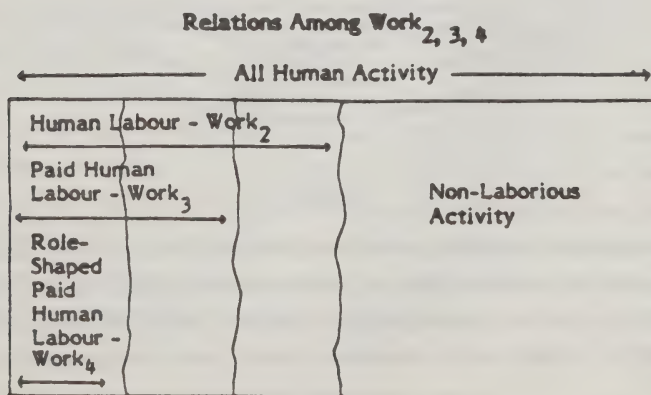 Relations Among Work2, 3, 4
All Human Activity
Human Labour - Work2
Paid Human
Labour - Work3
Role-
Shaped
Paid
Human
Labour -
Work4
Non-Laborious
Activity